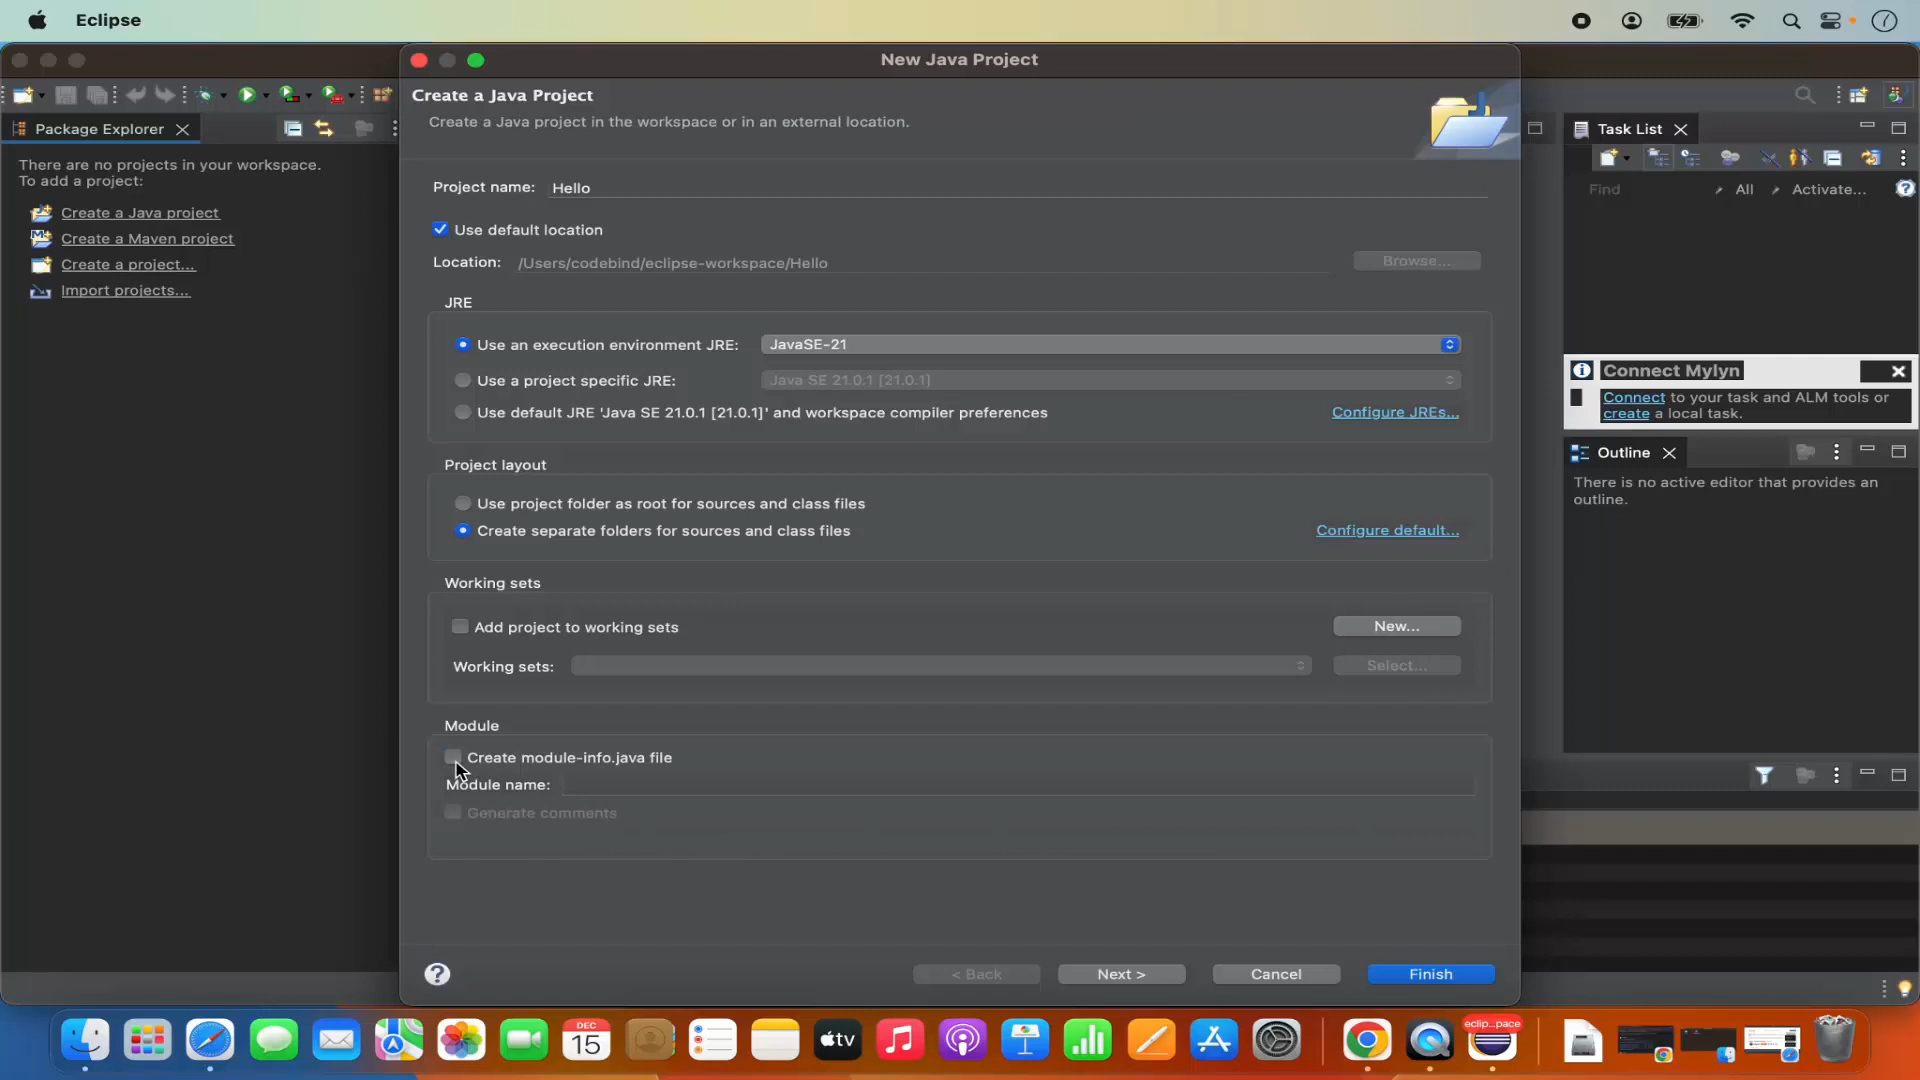 Eclipse
New Java Project
Create a Java Project
Create a Java project in the workspace or in an external location.
Package Explorer
There are no projects in your workspace.
To add a project:
Create a Java project
Create a Maven project
Create a project...
Import projects...
Project name: Hello
Use default location
Location: /Users/codebind/eclipse-workspace/Hello
Browse...
JRE
Use an execution environment JRE: JavaSE-21
Use a project specific JRE: Java SE 21.0.1 [21.0.1]
Use default JRE 'Java SE 21.0.1 [21.0.1]' and workspace compiler preferences
Configure JREs...
Project layout
Use project folder as root for sources and class files
Create separate folders for sources and class files
Configure default...
Working sets
Add project to working sets
New...
Working sets:
Select...
Module
Create module-info.java file
Module name:
Generate comments
< Back
Next >
Cancel
Finish
Task List
Find
All
Activate...
Connect Mylyn
Connect to your task and ALM tools or
create a local task.
Outline
There is no active editor that provides an
outline.
DEC
15
tv
eclip...pace